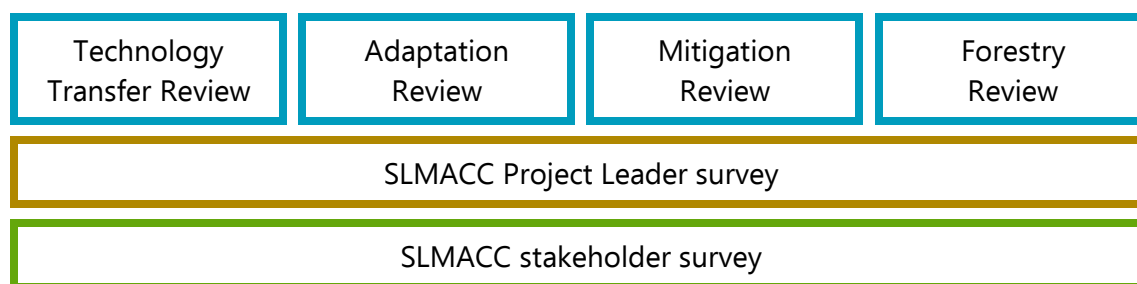 Technology
Transfer Review
Adaptation
Review
Mitigation
Review
Forestry
Review
SLMACC Project Leader survey
SLMACC stakeholder survey